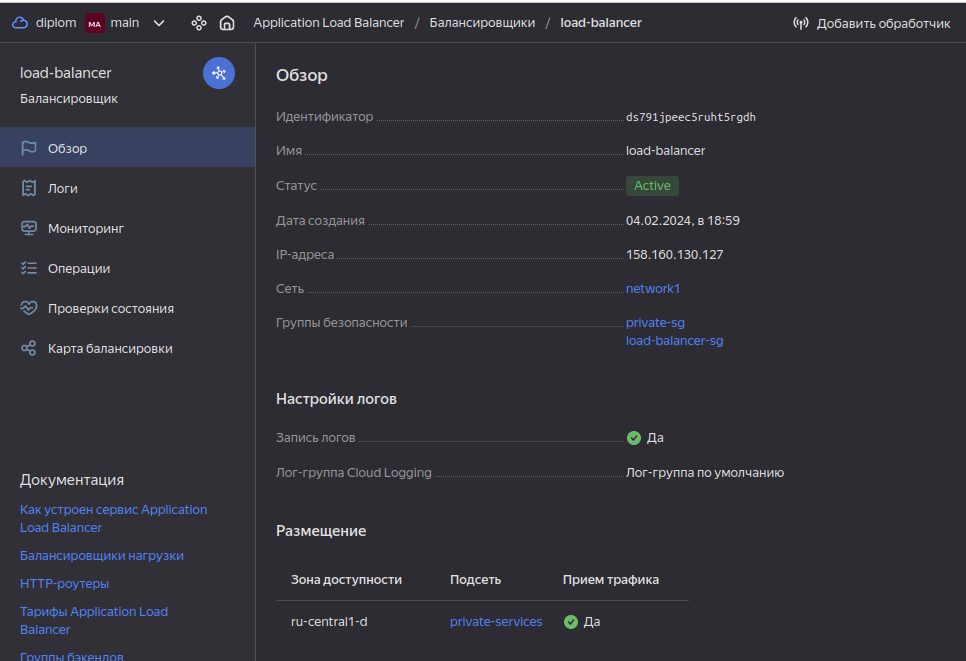 diplom MA main Application Load Balancer / Балансировщики / load-balancer Добавить обработчик
load-balancer
Балансировщик
Обзор
Логи
Мониторинг
Операции
Проверки состояния
Карта балансировки
Документация
Как устроен сервис Application
Load Balancer
Балансировщики нагрузки
HTTP-роутеры
Тарифы Application Load
Balancer
Группы бэкендов
Обзор
Идентификатор ds791jpeec5ruht5rgdh
Имя load-balancer
Статус Active
Дата создания 04.02.2024, в 18:59
IP-адреса 158.160.130.127
Сеть network1
Группы безопасности private-sg
load-balancer-sg
Настройки логов
Запись логов Да
Лог-группа Cloud Logging Лог-группа по умолчанию
Размещение
Зона доступности Подсеть Прием трафика
ru-central1-d private-services Да